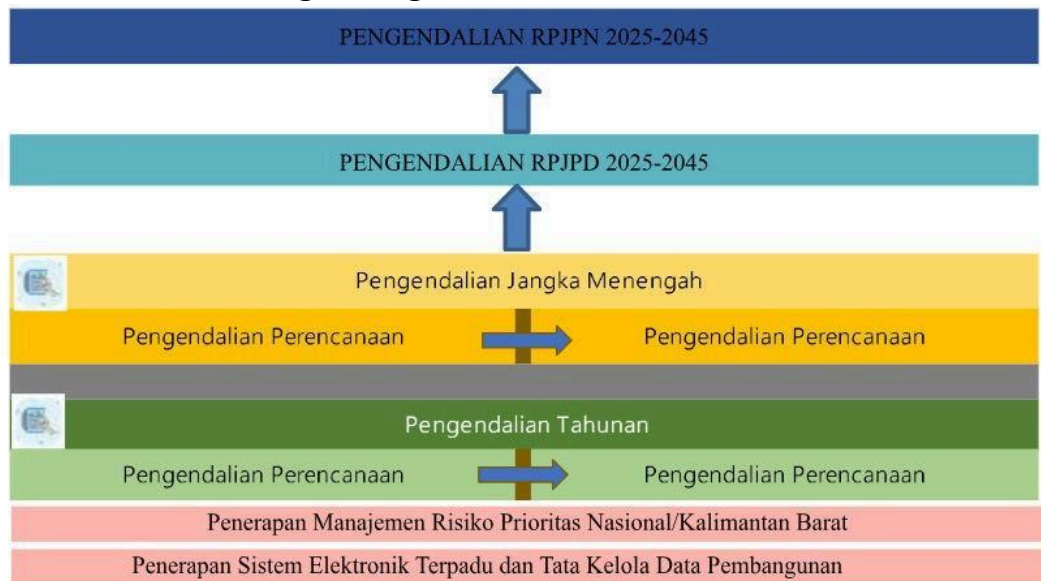 PENGENDALIAN RPJPN 2025-2045
PENGENDALIAN RPJPD 2025-2045
Pengendalian Jangka Menengah
Pengendalian Perencanaan Pengendalian Perencanaan
Pengendalian Tahunan
Pengendalian Perencanaan Pengendalian Perencanaan
Penerapan Manajemen Risiko Prioritas Nasional/Kalimantan Barat
Penerapan Sistem Elektronik Terpadu dan Tata Kelola Data Pembangunan